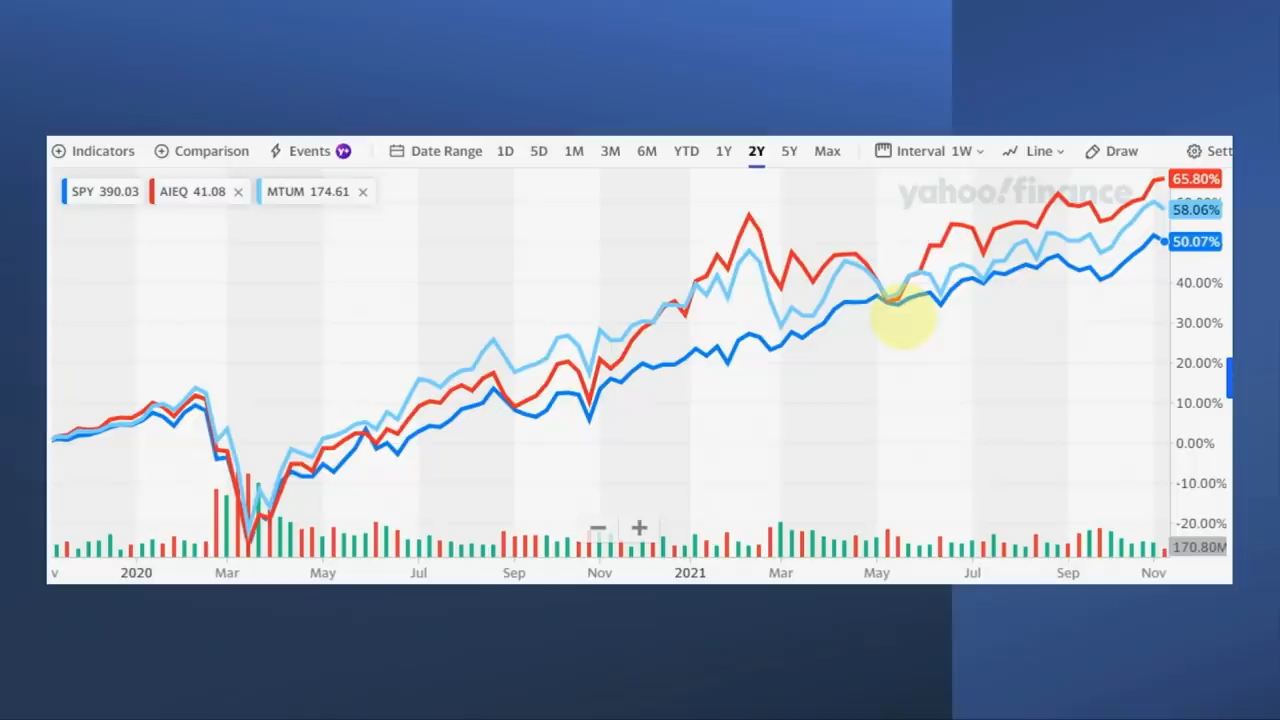 Indicators Comparison Events Y+ Date Range 1D 5D 1M 3M 6M YTD 1Y 2Y 5Y Max Interval 1W Line Draw Sett
SPY 390.03 AIEQ 41.08 × MTUM 174.61 ×
yahoo!finance
65.80%
58.06%
50.07%
40.00%
30.00%
20.00%
10.00%
0.00%
-10.00%
-20.00%
170.80M
v 2020 Mar May Jul Sep Nov 2021 Mar May Jul Sep Nov